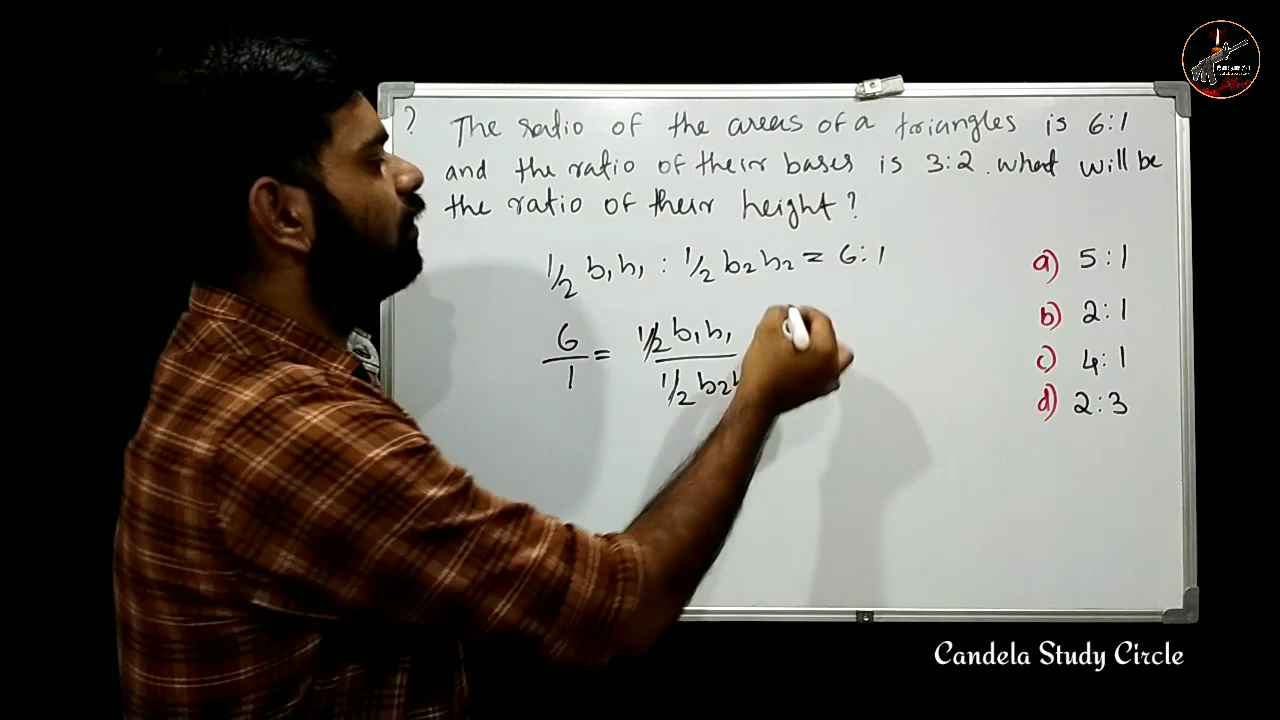 ? The ratio of the areas of a triangles is 6:1
and the ratio of their bases is 3:2. what will be
the ratio of their height?
1/2 b₁h₁ : 1/2 b₂h₂ = 6:1
6/1 = 1/2 b₁h₁ / 1/2 b₂h
a) 5:1
b) 2:1
c) 4:1
d) 2:3
Candela Study Circle